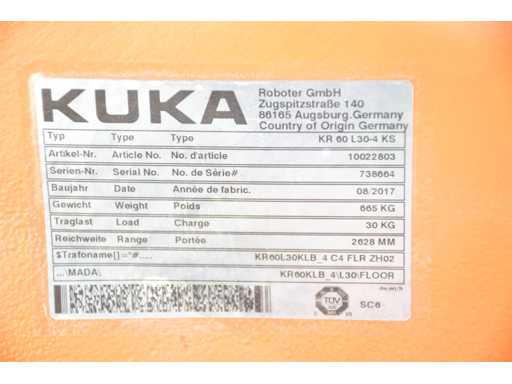 KUKA
Roboter GmbH
Zugspitzstraße 140
86165 Augsburg,Germany
Country of Origin Germany
Typ Type Type KR 60 L30-4 KS
Artikel-Nr. Article No. No. d'article 10022803
Serien-Nr. Serial No. No. de Série# 738664
Baujahr Date Année de fabric. 08/2017
Gewicht Weight Poids 665 KG
Traglast Load Charge 30 KG
Reichweite Range Portée 2628 MM
$Trafoname[]="#..... KR60L30KLB_4 C4 FLR ZH02
...\MADA\ KR60KLB_4\L30\FLOOR
TÜV
SC6